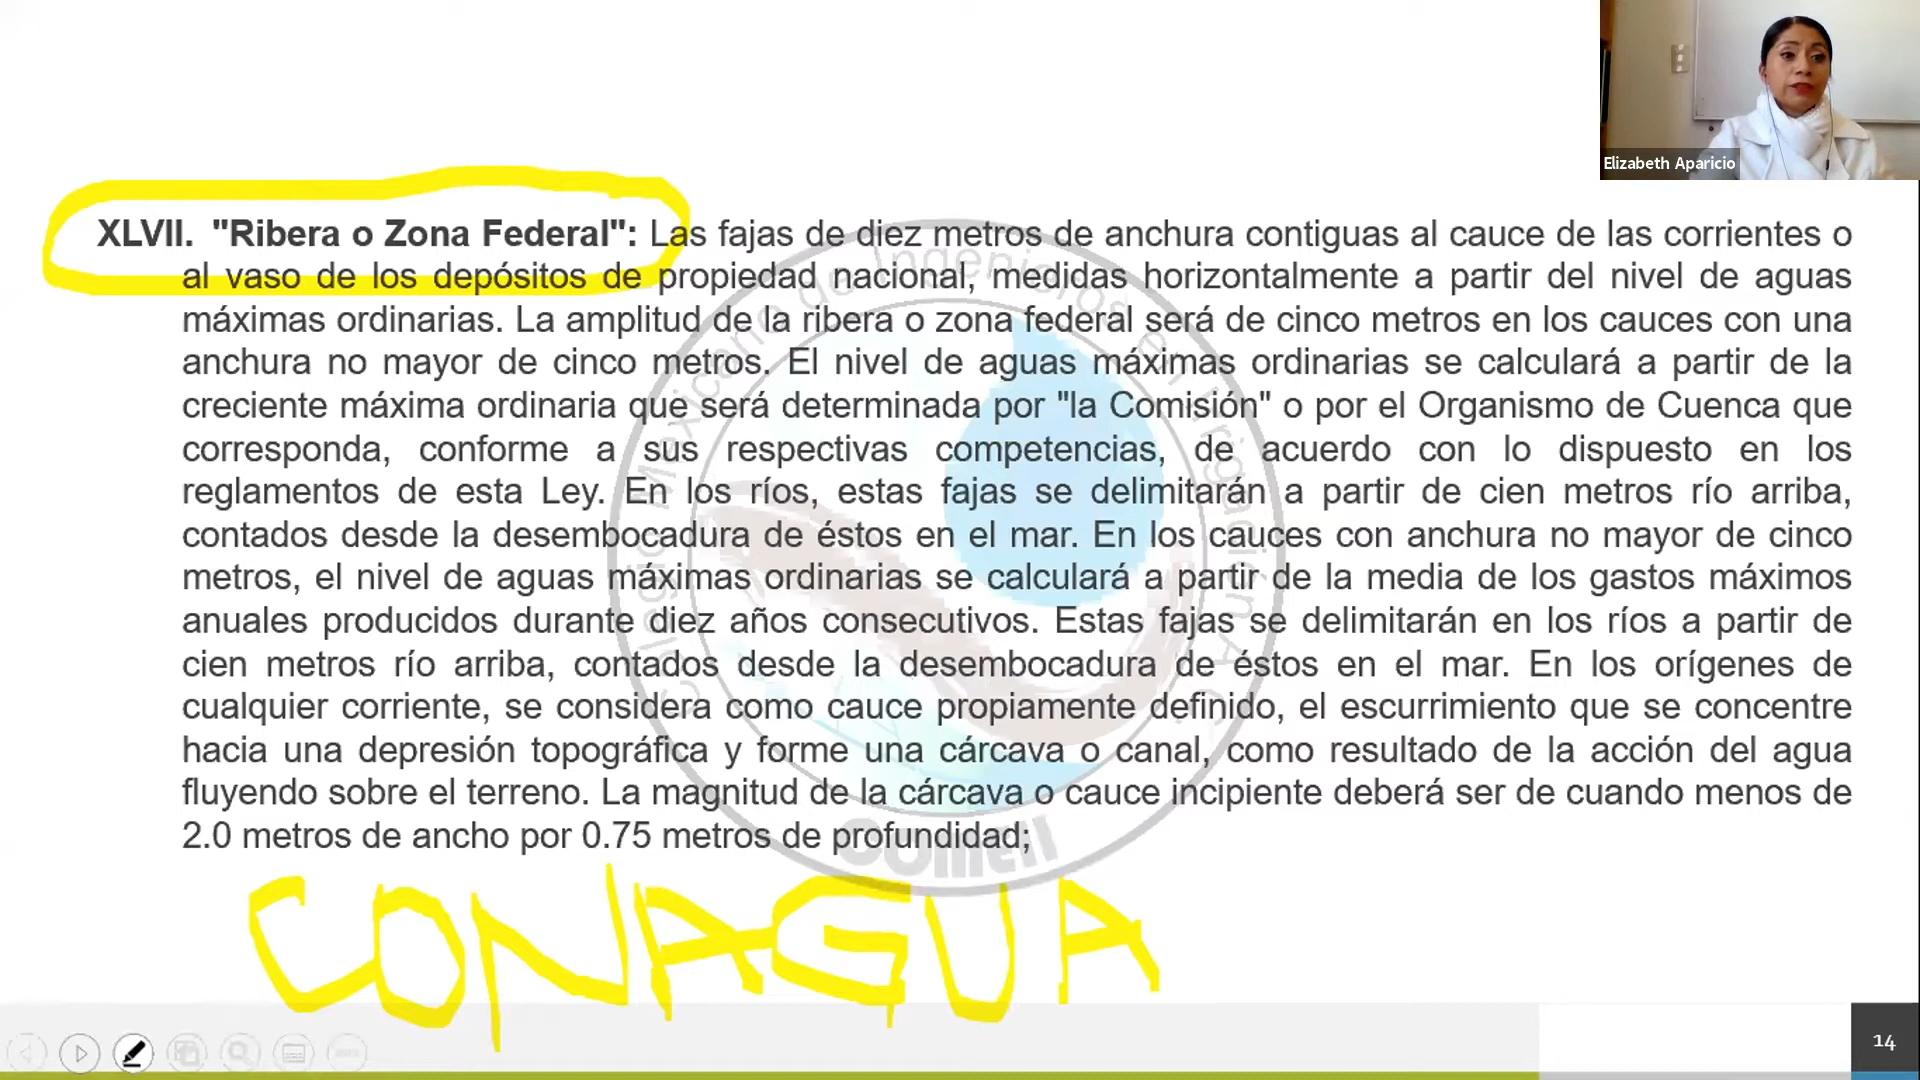 Elizabeth Aparicio
XLVII. "Ribera o Zona Federal": Las fajas de diez metros de anchura contiguas al cauce de las corrientes o
al vaso de los depósitos de propiedad nacional, medidas horizontalmente a partir del nivel de aguas
máximas ordinarias. La amplitud de la ribera o zona federal será de cinco metros en los cauces con una
anchura no mayor de cinco metros. El nivel de aguas máximas ordinarias se calculará a partir de la
creciente máxima ordinaria que será determinada por "la Comisión" o por el Organismo de Cuenca que
corresponda, conforme a sus respectivas competencias, de acuerdo con lo dispuesto en los
reglamentos de esta Ley. En los ríos, estas fajas se delimitarán a partir de cien metros río arriba,
contados desde la desembocadura de éstos en el mar. En los cauces con anchura no mayor de cinco
metros, el nivel de aguas máximas ordinarias se calculará a partir de la media de los gastos máximos
anuales producidos durante diez años consecutivos. Estas fajas se delimitarán en los ríos a partir de
cien metros río arriba, contados desde la desembocadura de éstos en el mar. En los orígenes de
cualquier corriente, se considera como cauce propiamente definido, el escurrimiento que se concentre
hacia una depresión topográfica y forme una cárcava o canal, como resultado de la acción del agua
fluyendo sobre el terreno. La magnitud de la cárcava o cauce incipiente deberá ser de cuando menos de
2.0 metros de ancho por 0.75 metros de profundidad;
Colegio Mexicano de Ingenieros en Irrigación A.C.
comeii
CONAGUA
14